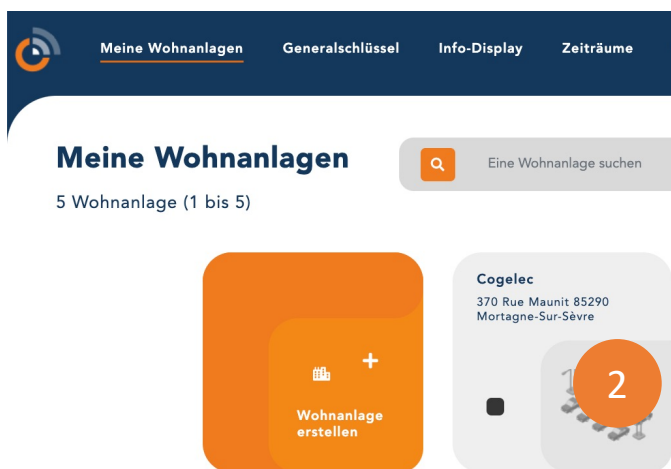 Meine Wohnanlagen Generalschlüssel Info-Display Zeiträume
Meine Wohnanlagen
Eine Wohnanlage suchen
5 Wohnanlage (1 bis 5)
Cogelec
370 Rue Maunit 85290
Mortagne-Sur-Sèvre
2
Wohnanlage
erstellen